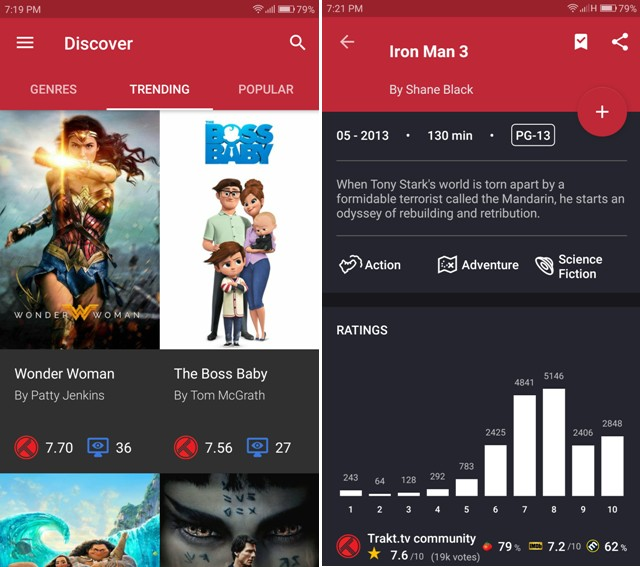 7:19 PM
79%
Discover
GENRES
TRENDING
POPULAR
WONDER WOMAN
THE
BOSS
BABY
Wonder Woman
By Patty Jenkins
7.70
36
The Boss Baby
By Tom McGrath
7.56
27
7:21 PM
H 79%
Iron Man 3
By Shane Black
05 - 2013 • 130 min • PG-13
When Tony Stark's world is torn apart by a
formidable terrorist called the Mandarin, he starts an
odyssey of rebuilding and retribution.
Action
Adventure
Science
Fiction
RATINGS
243 64 128 292 783 2425 4841 5146 2406 2848
1 2 3 4 5 6 7 8 9 10
Trakt.tv community
7.6 /10 (19k votes)
79 %
IMDb 7.2 /10
62 %